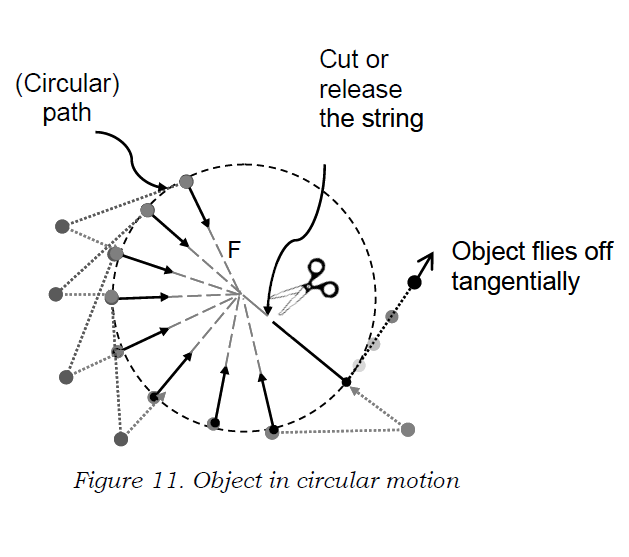 (Circular)
path
Cut or
release
the string
F
Object flies off
tangentially
Figure 11. Object in circular motion